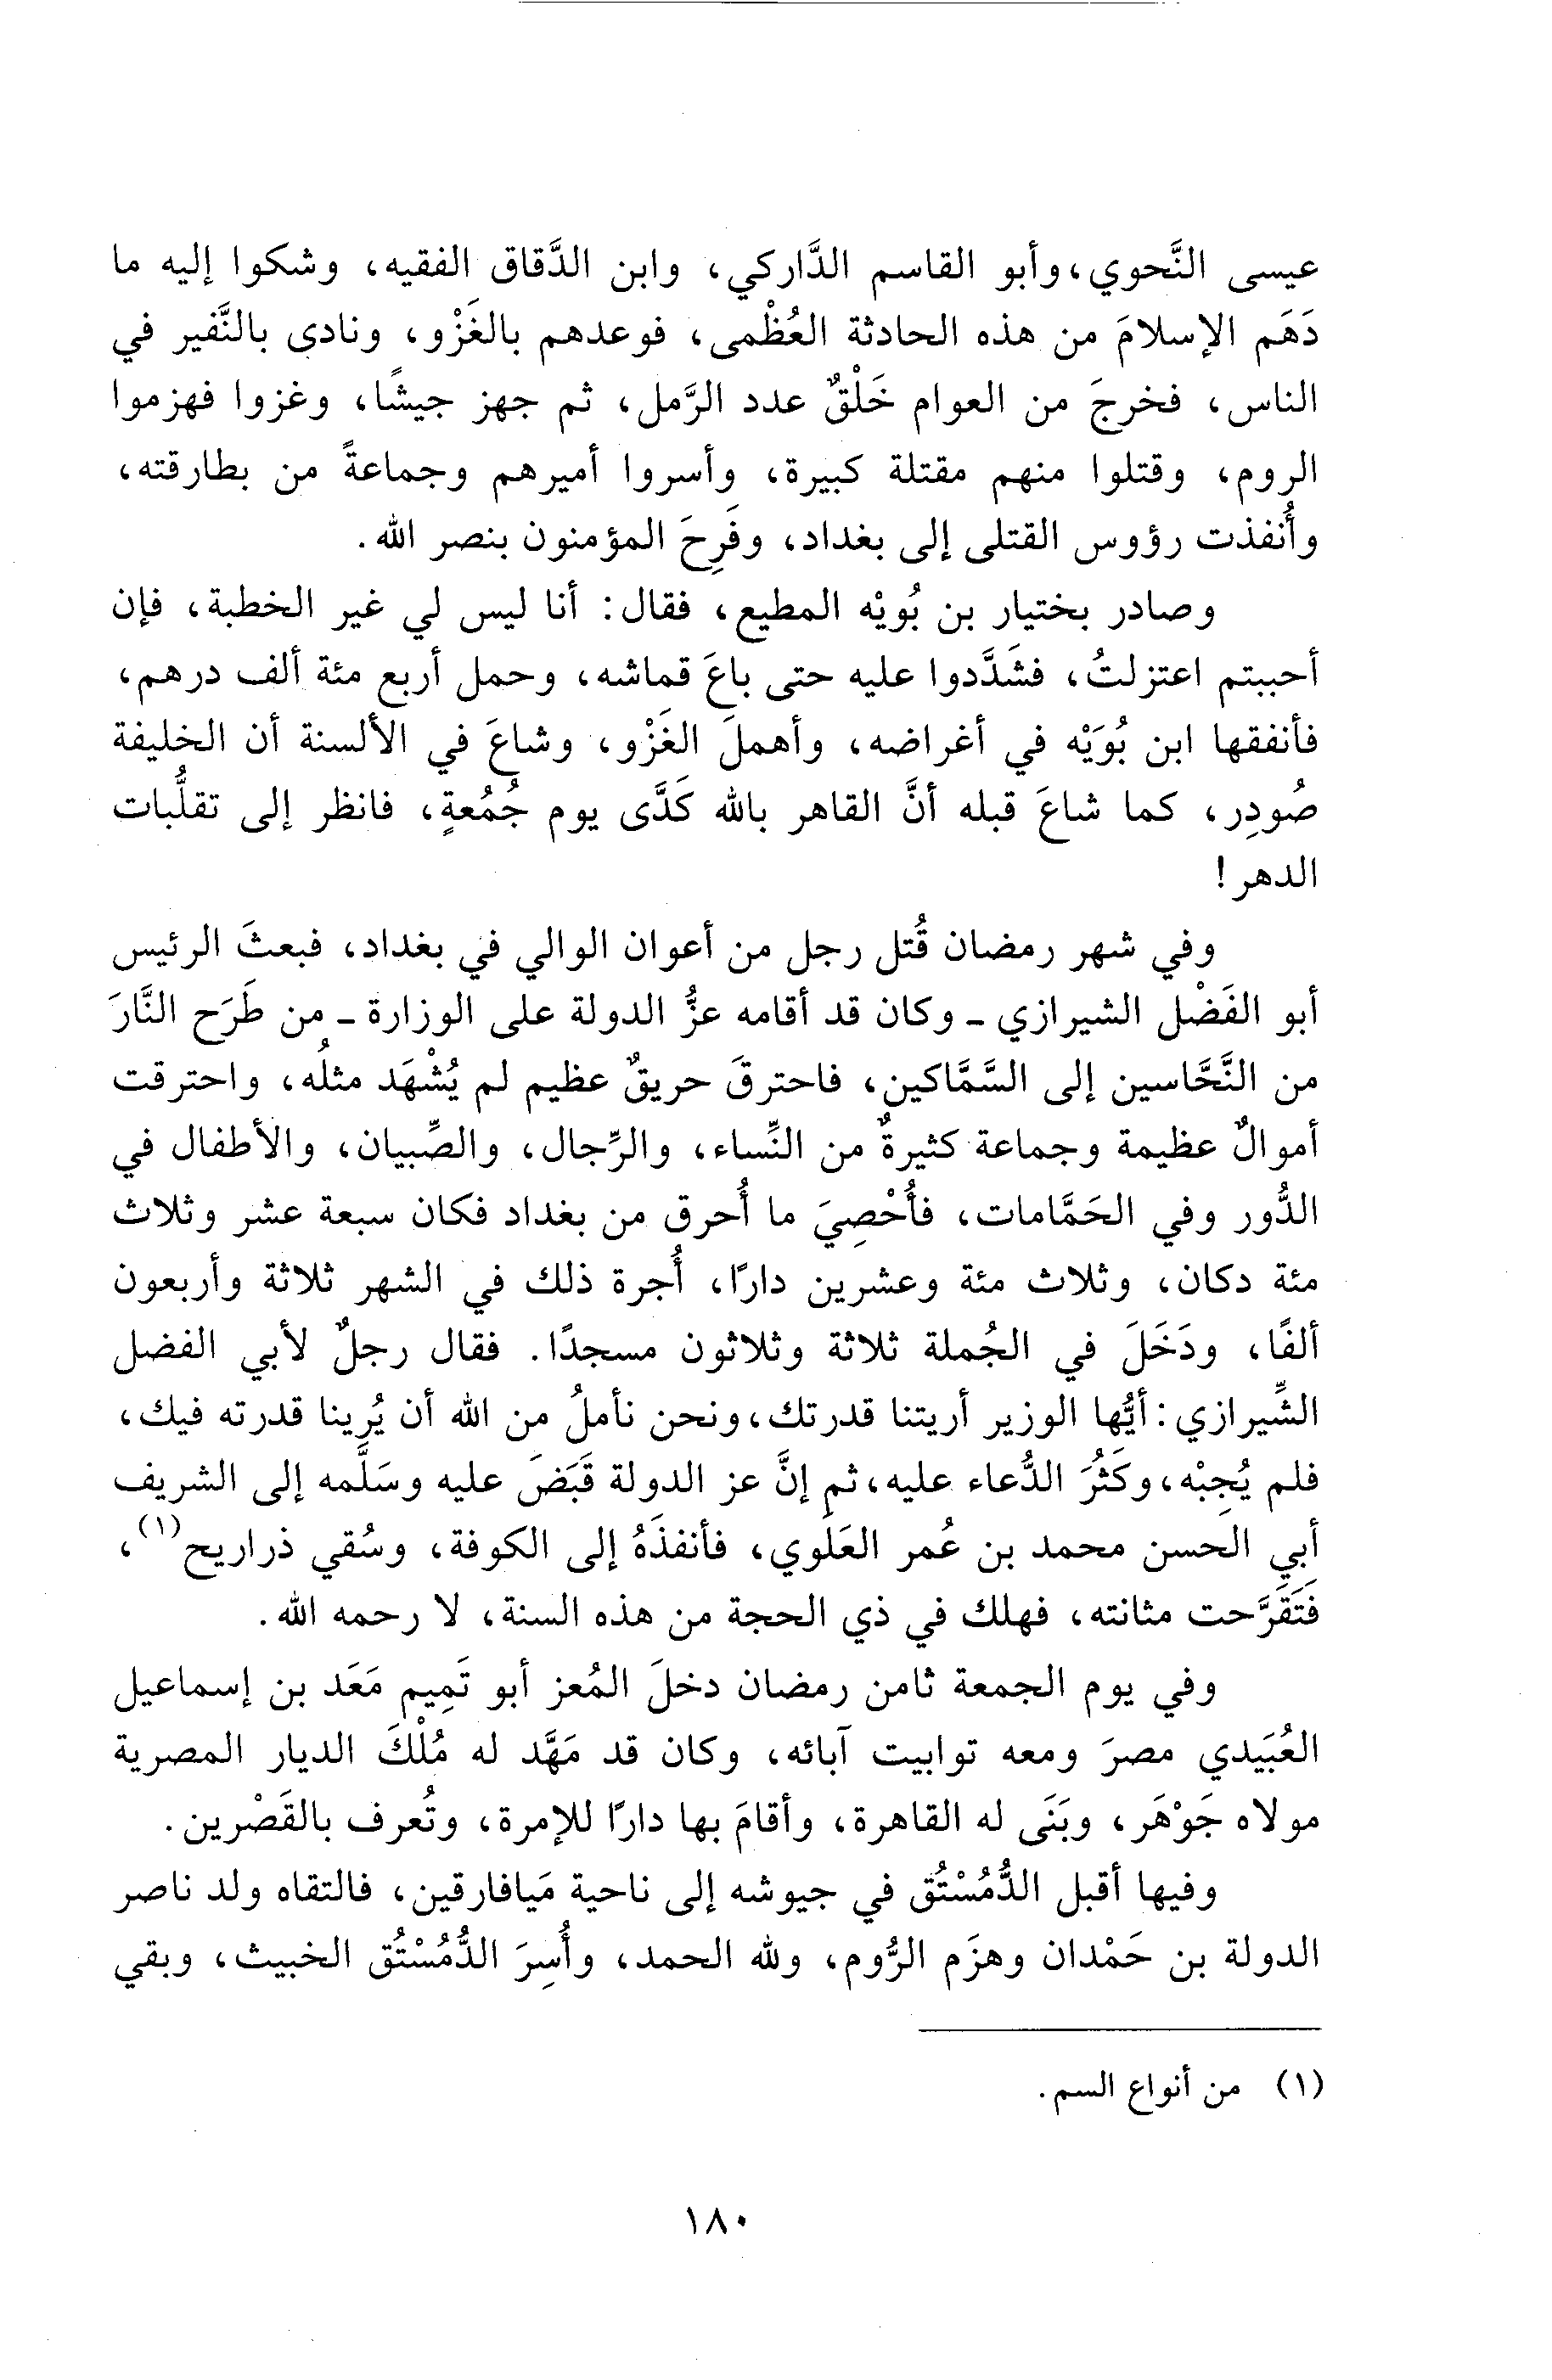 عيسى النَّحوي، وأبو القاسم الدَّاركي، وابن الدَّقاق الفقيه، وشكوا إليه ما
دَهَم الإسلامَ من هذه الحادثة العُظْمى، فوعدهم بالغَزْو، ونادى بالنَّفير في
الناس، فخرجَ من العوام خَلْقٌ عدد الرَّمل، ثم جهز جيشًا، وغزوا فهزموا
الروم، وقتلوا منهم مقتلة كبيرة، وأسروا أميرهم وجماعةً من بطارقته،
وأُنفذت رؤوس القتلى إلى بغداد، وفَرِحَ المؤمنون بنصر الله.
وصادر بختيار بن بُويْه المطيع، فقال: أنا ليس لي غير الخطبة، فإن
أحببتم اعتزلتُ، فشَدَّدوا عليه حتى باعَ قماشه، وحمل أربع مئة ألف درهم،
فأنفقها ابن بُوَيْه في أغراضه، وأهملَ الغَزْو، وشاعَ في الألسنة أن الخليفة
صُودِر، كما شاعَ قبله أنَّ القاهر بالله كَدَّى يوم جُمُعةٍ، فانظر إلى تقلُّبات
الدهر!
وفي شهر رمضان قُتل رجل من أعوان الوالي في بغداد، فبعثَ الرئيس
أبو الفَضْل الشيرازي - وكان قد أقامه عزُّ الدولة على الوزارة - من طَرَح النَّارَ
من النَّحَّاسين إلى السَّمَّاكين، فاحترقَ حريقٌ عظيم لم يُشْهَد مثلُه، واحترقت
أموالٌ عظيمة وجماعة كثيرةٌ من النِّساء، والرِّجال، والصِّبيان، والأطفال في
الدُّور وفي الحَمَّامات، فأُحْصِيَ ما أُحرق من بغداد فكان سبعة عشر وثلاث
مئة دكان، وثلاث مئة وعشرين دارًا، أُجرة ذلك في الشهر ثلاثة وأربعون
ألفًا، ودَخَلَ في الجُملة ثلاثة وثلاثون مسجدًا. فقال رجلٌ لأبي الفضل
الشِّيرازي: أيُّها الوزير أريتنا قدرتك، ونحن نأملُ من الله أن يُرينا قدرته فيك،
فلم يُجِبْه، وكَثُرَ الدُّعاء عليه، ثم إنَّ عز الدولة قَبَضَ عليه وسَلَّمه إلى الشريف
أبي الحسن محمد بن عُمر العَلَوي، فأنفذَهُ إلى الكوفة، وسُقي ذراريح(١)،
فَتَقَرَّحت مثانته، فهلك في ذي الحجة من هذه السنة، لا رحمه الله.
وفي يوم الجمعة ثامن رمضان دخلَ المُعز أبو تَمِيم مَعَد بن إسماعيل
العُبَيدي مصرَ ومعه توابيت آبائه، وكان قد مَهَّد له مُلْكَ الديار المصرية
مولاه جَوْهَر، وبَنَى له القاهرة، وأقامَ بها دارًا للإمرة، وتُعرف بالقَصْرين.
وفيها أقبل الدُّمُسْتُق في جيوشه إلى ناحية مَيافارقين، فالتقاه ولد ناصر
الدولة بن حَمْدان وهزَم الرُّوم، ولله الحمد، وأُسِرَ الدُّمُسْتُق الخبيث، وبقي
(١) من أنواع السم.
١٨٠